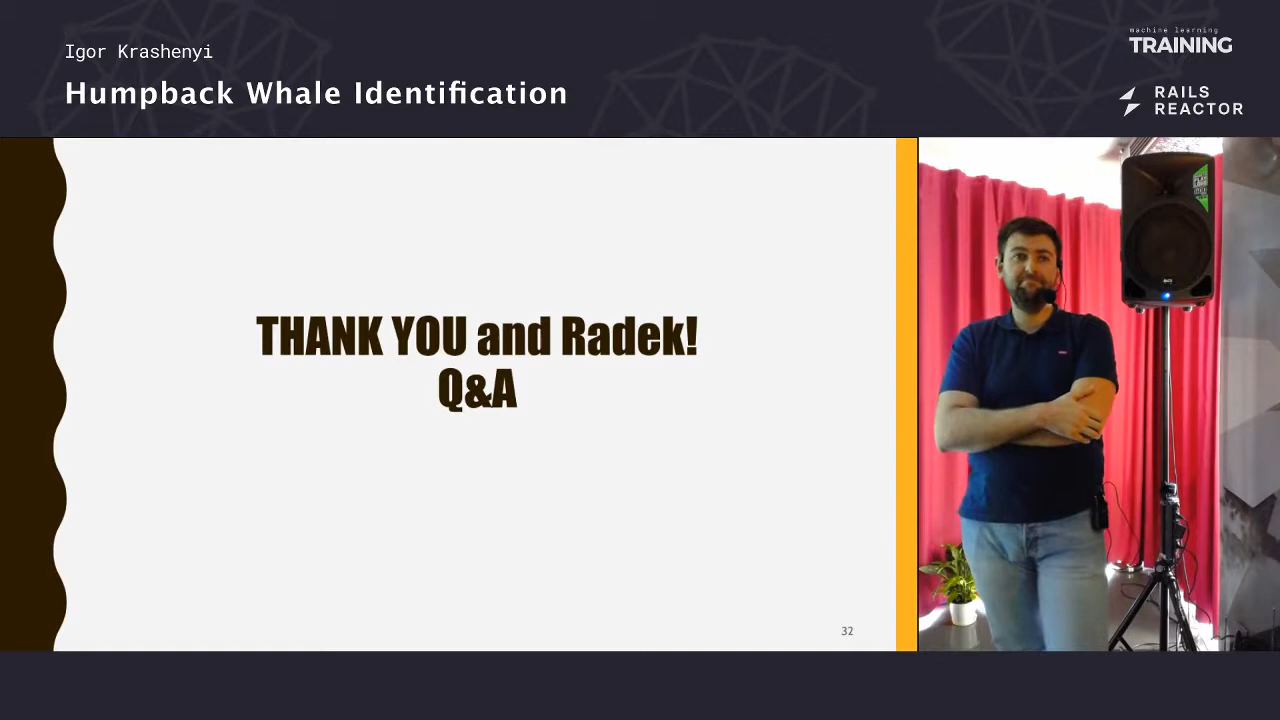 Igor Krashenyi
Humpback Whale Identification
machine learning
TRAINING
RAILS
REACTOR
THANK YOU and Radek!
Q&A
32